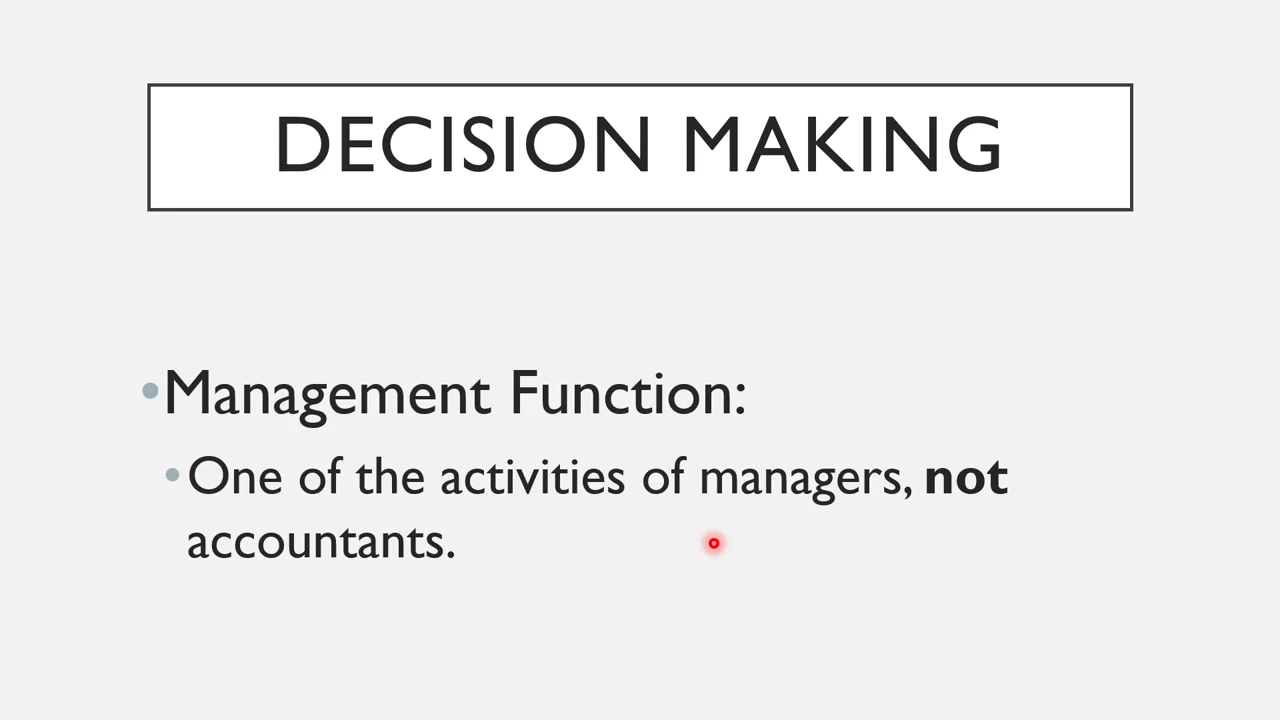 DECISION MAKING
•Management Function:
•One of the activities of managers, not
accountants.